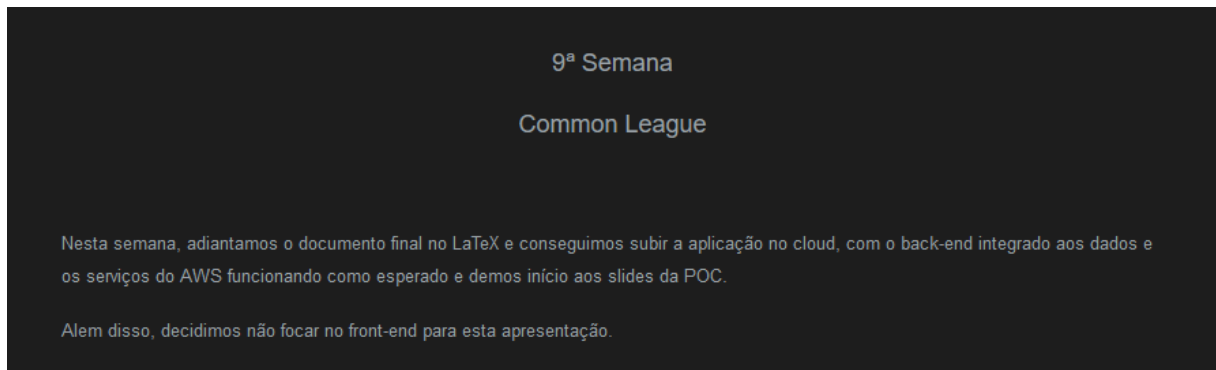 9ª Semana
Common League
Nesta semana, adiantamos o documento final no LaTeX e conseguimos subir a aplicação no cloud, com o back-end integrado aos dados e
os serviços do AWS funcionando como esperado e demos início aos slides da POC.
Alem disso, decidimos não focar no front-end para esta apresentação.